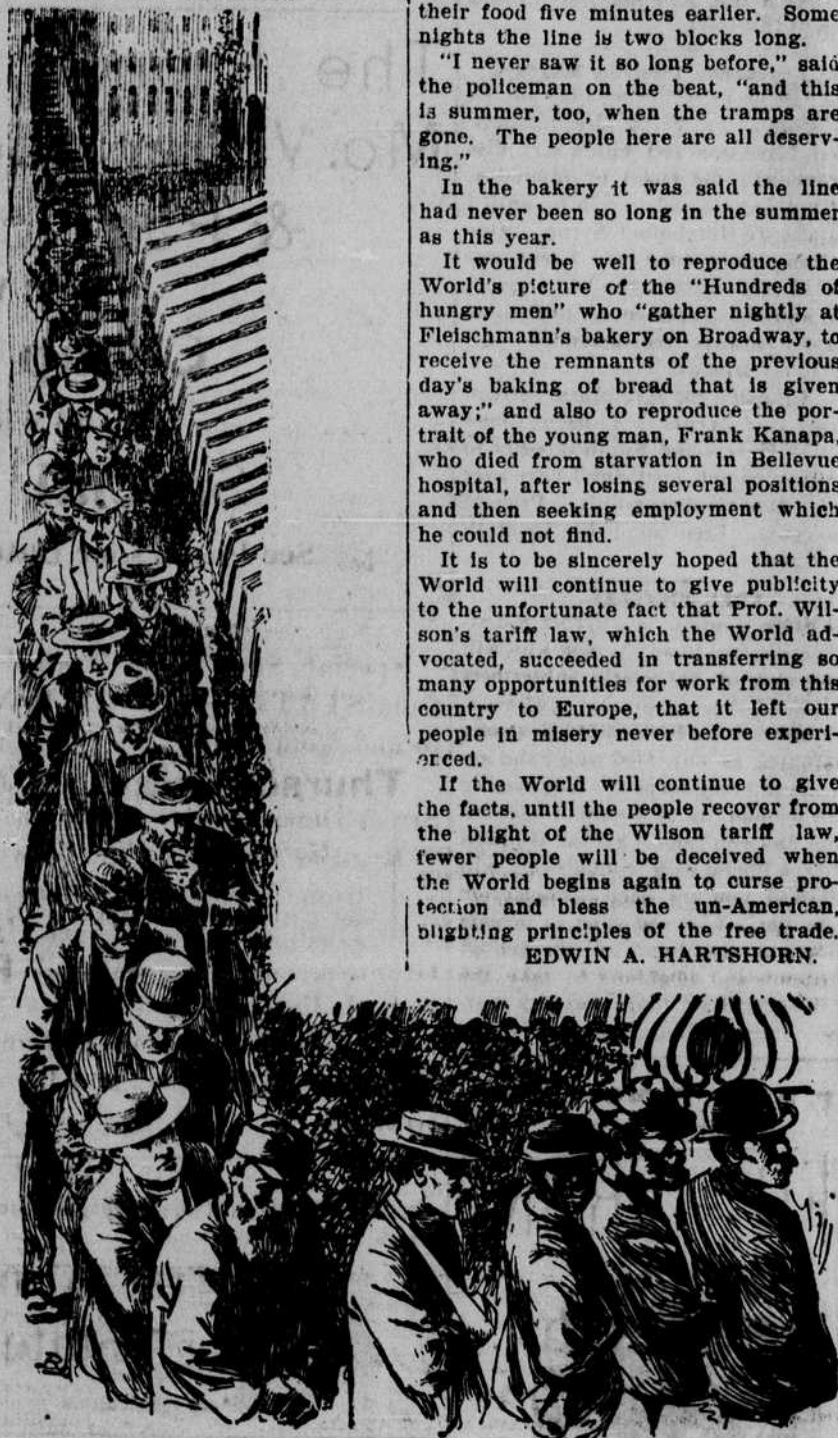 their food five minutes earlier. Some
nights the line is two blocks long.
"I never saw it so long before," said
the policeman on the beat, "and this
is summer, too, when the tramps are
gone. The people here are all deserv-
ing."
In the bakery it was said the line
had never been so long in the summer
as this year.
It would be well to reproduce the
World's picture of the "Hundreds of
hungry men" who "gather nightly at
Fleischmann's bakery on Broadway, to
receive the remnants of the previous
day's baking of bread that is given
away;" and also to reproduce the por-
trait of the young man, Frank Kanapa,
who died from starvation in Bellevue
hospital, after losing several positions
and then seeking employment which
he could not find.
It is to be sincerely hoped that the
World will continue to give publicity
to the unfortunate fact that Prof. Wil-
son's tariff law, which the World ad-
vocated, succeeded in transferring so
many opportunities for work from this
country to Europe, that it left our
people in misery never before experi-
enced.
If the World will continue to give
the facts, until the people recover from
the blight of the Wilson tariff law,
fewer people will be deceived when
the World begins again to curse pro-
tection and bless the un-American,
blighting principles of the free trade.
EDWIN A. HARTSHORN.